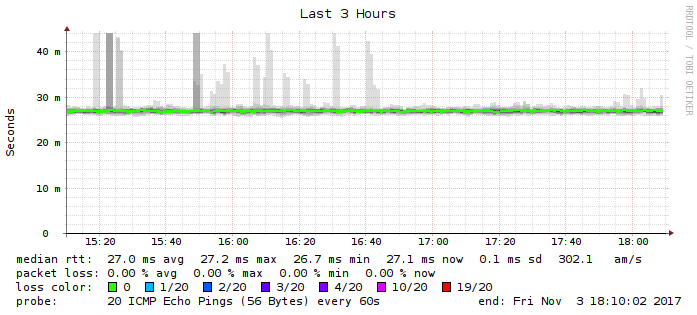 Last 3 Hours
RRDTOOL / TOBI OETIKER
Seconds
40 m
30 m
20 m
10 m
0
15:20 15:40 16:00 16:20 16:40 17:00 17:20 17:40 18:00
median rtt: 27.0 ms avg 27.2 ms max 26.7 ms min 27.1 ms now 0.1 ms sd 302.1 am/s
packet loss: 0.00 % avg 0.00 % max 0.00 % min 0.00 % now
loss color: 0 1/20 2/20 3/20 4/20 10/20 19/20
probe: 20 ICMP Echo Pings (56 Bytes) every 60s end: Fri Nov 3 18:10:02 2017